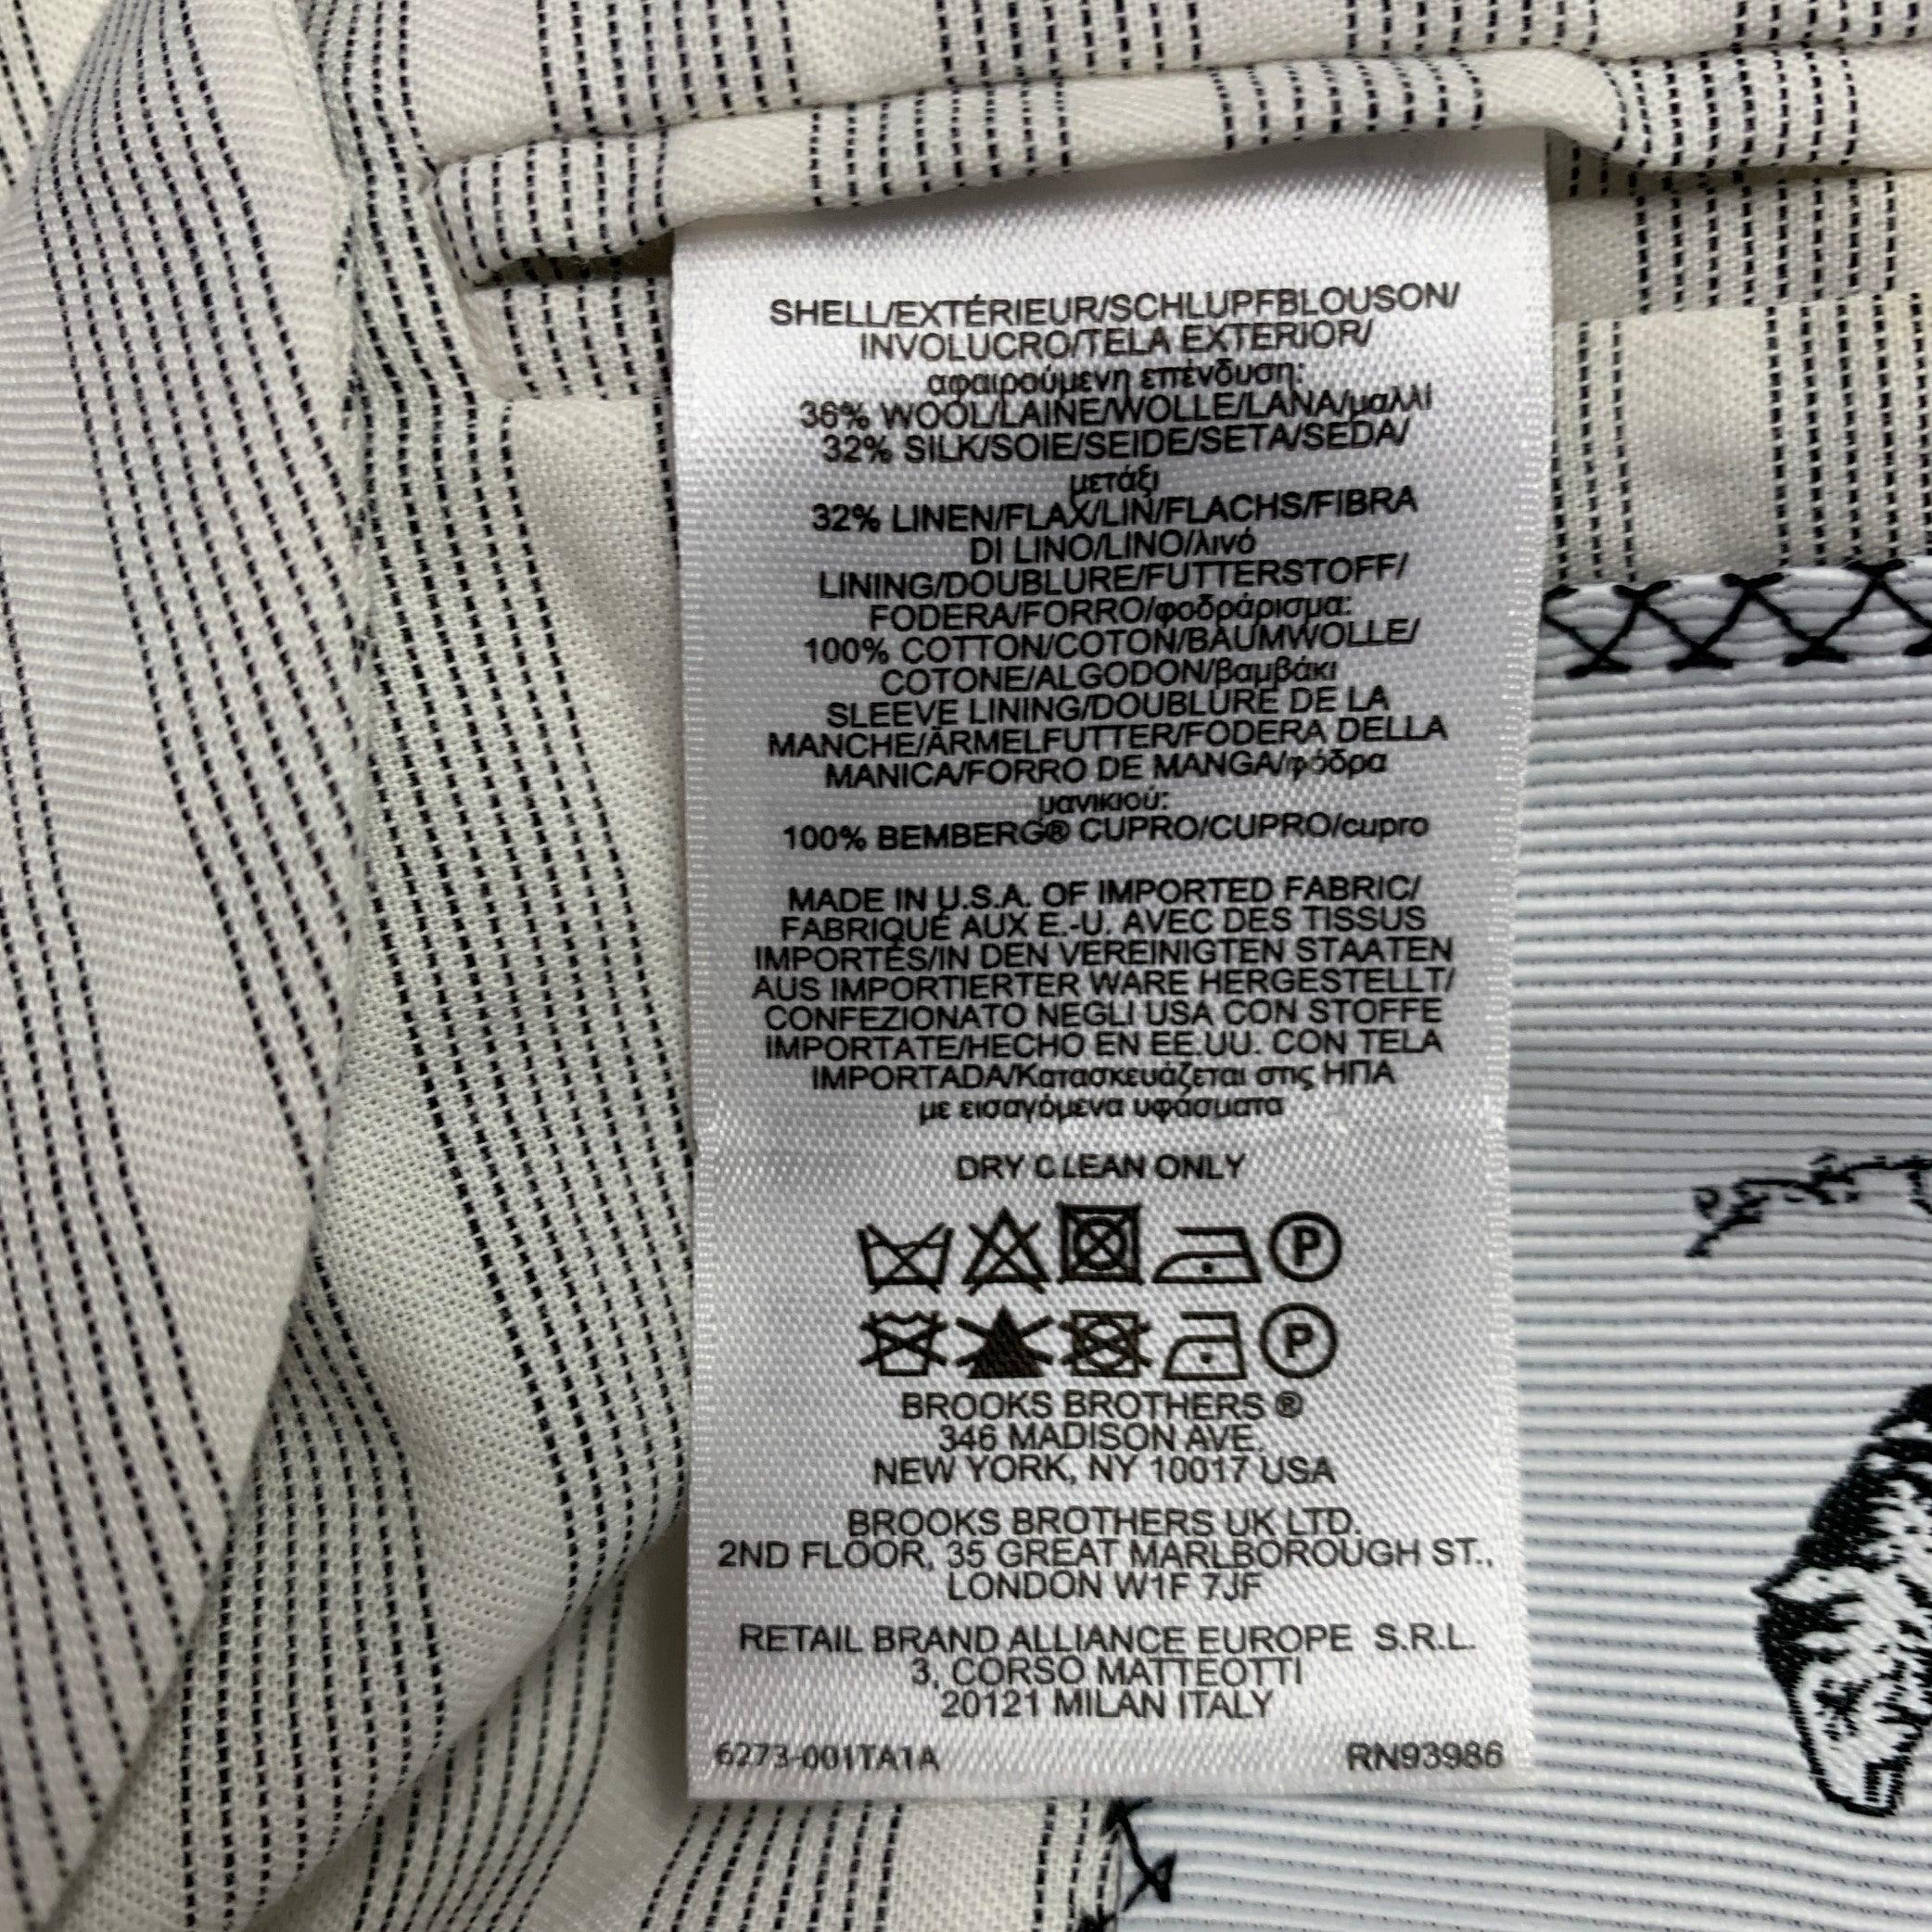 SHELL/EXTÉRIEUR/SCHLUPFBLOUSON/
INVOLUCRO/TELA EXTERIOR/
αφαιρούμενη επένδυση:
36% WOOL/LAINE/WOLLE/LANA/μαλλί
32% SILK/SOIE/SEIDE/SETA/SEDA/
μετάξι
32% LINEN/FLAX/LIN/FLACHS/FIBRA
DI LINO/LINO/λινό
LINING/DOUBLURE/FUTTERSTOFF/
FODERA/FORRO/φοδράρισμα:
100% COTTON/COTON/BAUMWOLLE/
COTONE/ALGODON/βαμβάκι
SLEEVE LINING/DOUBLURE DE LA
MANCHE/ÄRMELFUTTER/FODERA DELLA
MANICA/FORRO DE MANGA/φόδρα
μανικιού:
100% BEMBERG® CUPRO/CUPRO/cupro
MADE IN U.S.A. OF IMPORTED FABRIC/
FABRIQUÉ AUX E.-U. AVEC DES TISSUS
IMPORTÉS/IN DEN VEREINIGTEN STAATEN
AUS IMPORTIERTER WARE HERGESTELLT/
CONFEZIONATO NEGLI USA CON STOFFE
IMPORTATE/HECHO EN EE.UU. CON TELA
IMPORTADA/Κατασκευάζεται στις ΗΠΑ
με εισαγόμενα υφάσματα
DRY CLEAN ONLY
P
P
BROOKS BROTHERS ®
346 MADISON AVE.
NEW YORK, NY 10017 USA
BROOKS BROTHERS UK LTD.
2ND FLOOR, 35 GREAT MARLBOROUGH ST.,
LONDON W1F 7JF
RETAIL BRAND ALLIANCE EUROPE S.R.L.
3, CORSO MATTEOTTI
20121 MILAN ITALY
6273-001TA1A RN93986